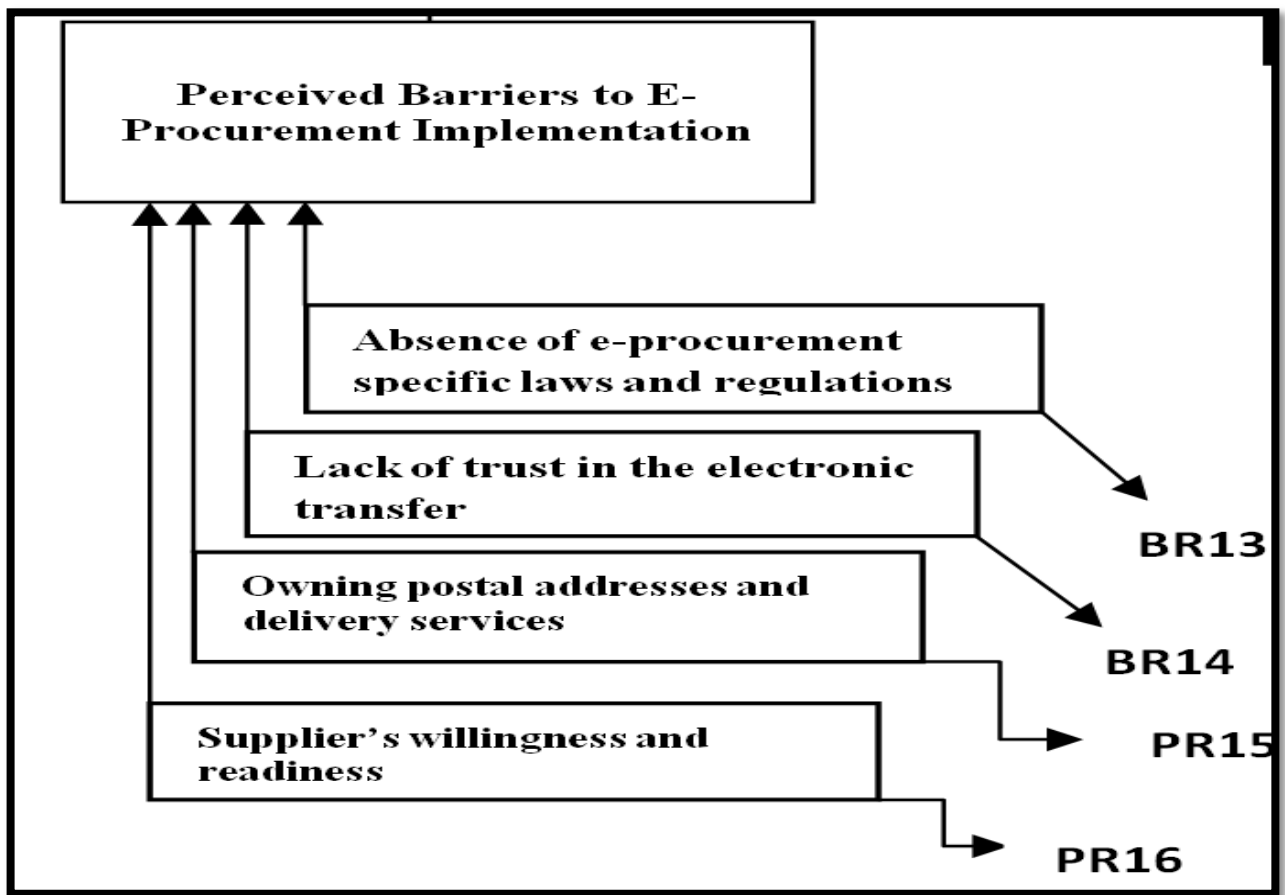 Perceived Barriers to E-
Procurement Implementation
Absence of e-procurement
specific laws and regulations
Lack of trust in the electronic
transfer
BR13
Owning postal addresses and
delivery services
BR14
Supplier’s willingness and
readiness
PR15
PR16